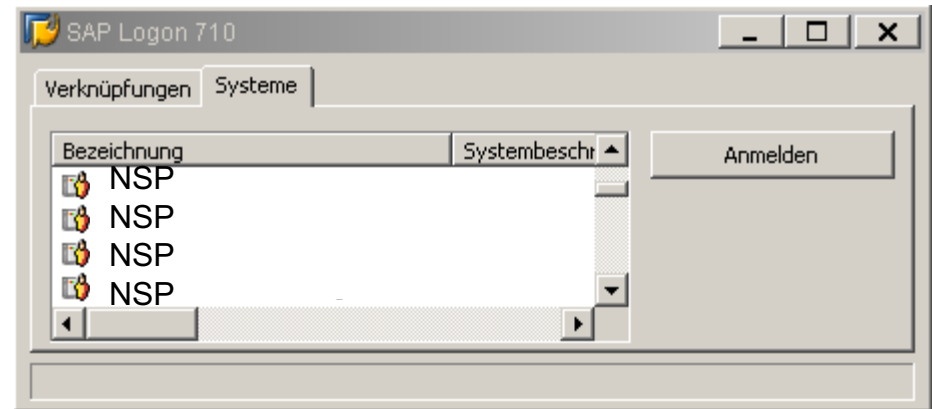 SAP Logon 710
Verknüpfungen Systeme
Bezeichnung Systembeschr
Anmelden
NSP
NSP
NSP
NSP